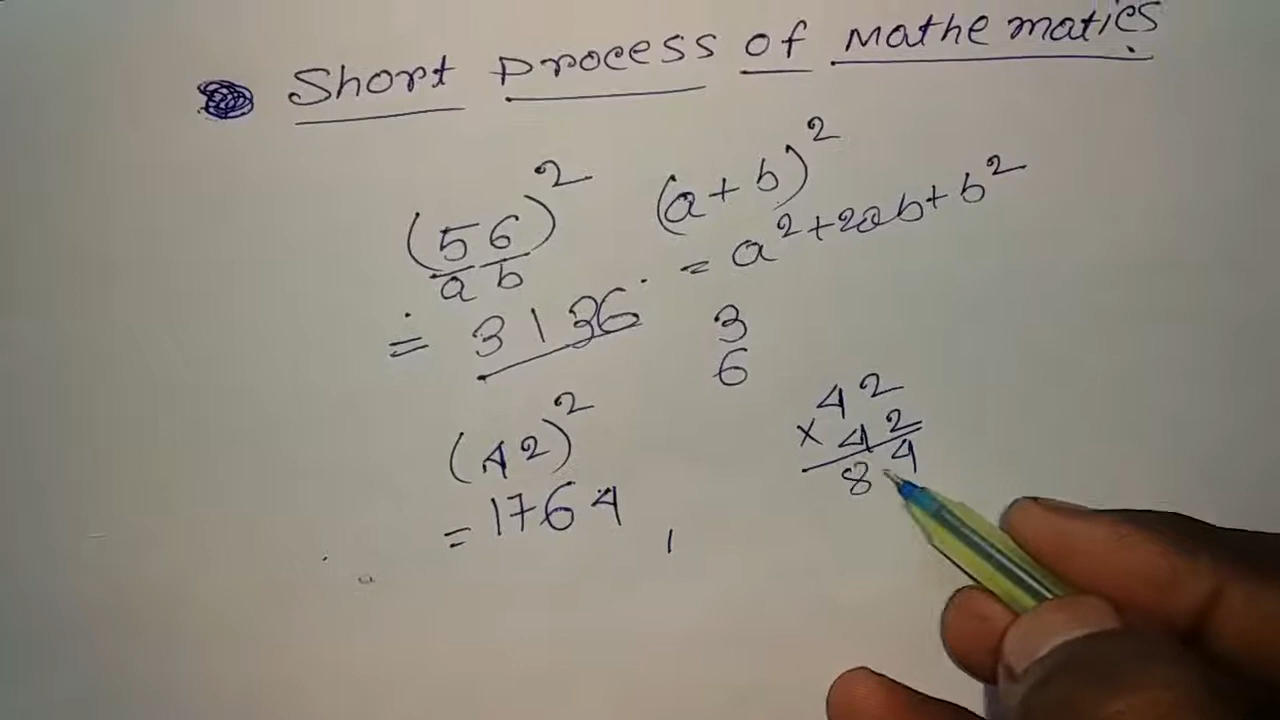 Short Process of Mathematics
(56)² (a+b)²
a b = a²+2ab+b²
= 3136 3
6
(42)² 42
× 42
84
= 1764 ,